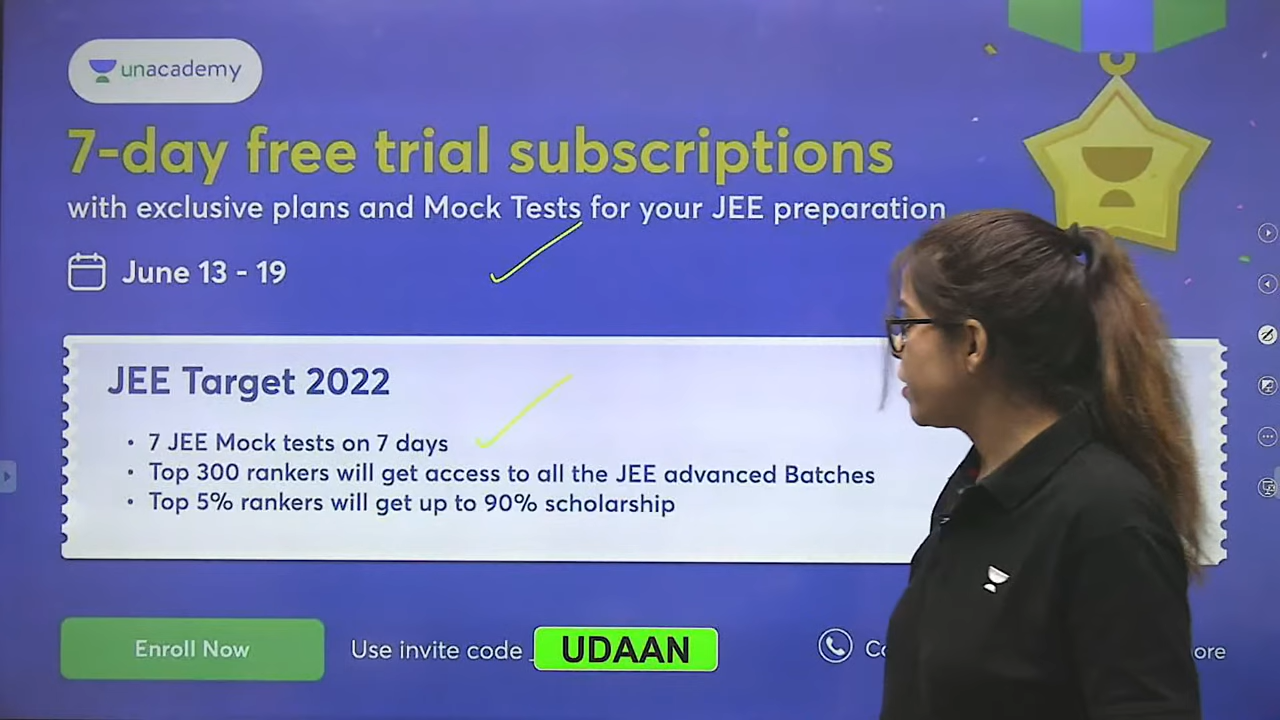 unacademy
7-day free trial subscriptions
with exclusive plans and Mock Tests for your JEE preparation
June 13 - 19
JEE Target 2022
• 7 JEE Mock tests on 7 days
• Top 300 rankers will get access to all the JEE advanced Batches
• Top 5% rankers will get up to 90% scholarship
Enroll Now
Use invite code UDAAN